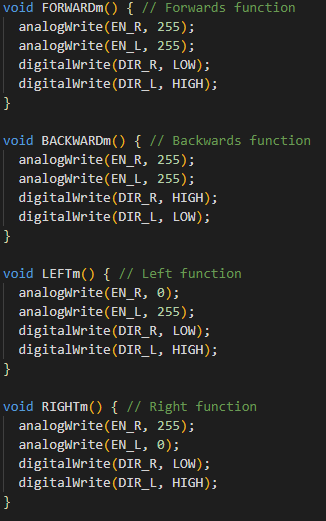 void FORWARDm() { // Forwards function
  analogWrite(EN_R, 255);
  analogWrite(EN_L, 255);
  digitalWrite(DIR_R, LOW);
  digitalWrite(DIR_L, HIGH);
}

void BACKWARDm() { // Backwards function
  analogWrite(EN_R, 255);
  analogWrite(EN_L, 255);
  digitalWrite(DIR_R, HIGH);
  digitalWrite(DIR_L, LOW);
}

void LEFTm() { // Left function
  analogWrite(EN_R, 0);
  analogWrite(EN_L, 255);
  digitalWrite(DIR_R, LOW);
  digitalWrite(DIR_L, HIGH);
}

void RIGHTm() { // Right function
  analogWrite(EN_R, 255);
  analogWrite(EN_L, 0);
  digitalWrite(DIR_R, LOW);
  digitalWrite(DIR_L, HIGH);
}